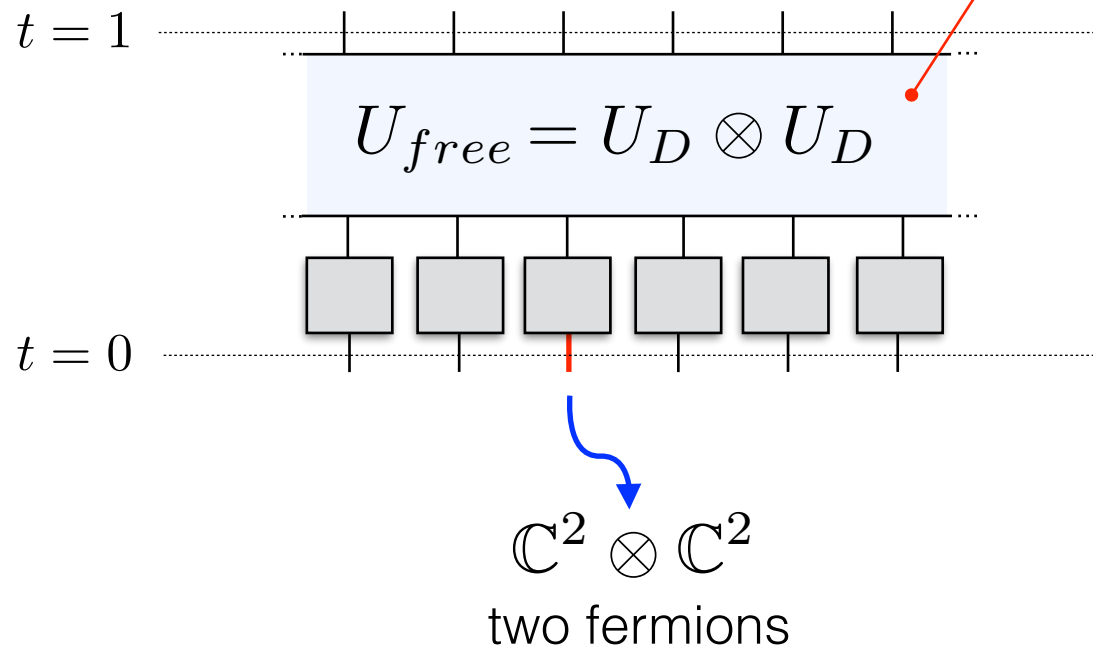 t = 1
U_{free} = U_D ⊗ U_D
t = 0
ℂ² ⊗ ℂ²
two fermions